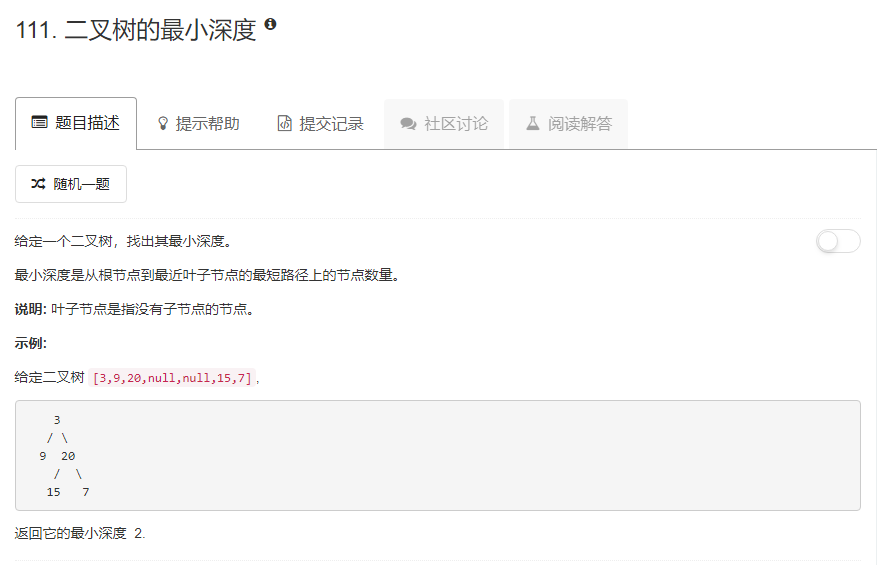 111. 二叉树的最小深度
题目描述 提示帮助 提交记录 社区讨论 阅读解答
随机一题
给定一个二叉树，找出其最小深度。
最小深度是从根节点到最近叶子节点的最短路径上的节点数量。
说明: 叶子节点是指没有子节点的节点。
示例:
给定二叉树 [3,9,20,null,null,15,7],
3
/ \
9  20
/  \
15   7
返回它的最小深度  2.